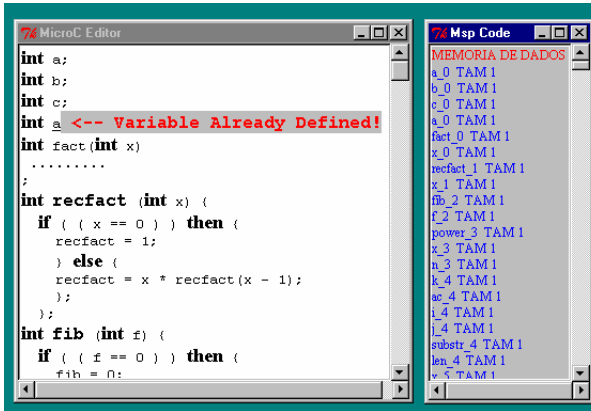 MicroC Editor
int a;
int b;
int c;
int a <-- Variable Already Defined!
int fact(int x)
.........
;
int recfact (int x) {
if ( ( x == 0 ) ) then {
recfact = 1;
} else {
recfact = x * recfact(x - 1);
};
};
int fib (int f) {
if ( ( f == 0 ) ) then {
fib = 0;
Msp Code
MEMORIA DE DADOS
a_0 TAM 1
b_0 TAM 1
c_0 TAM 1
a_0 TAM 1
fact_0 TAM 1
x_0 TAM 1
recfact_1 TAM 1
x_1 TAM 1
fib_2 TAM 1
f_2 TAM 1
power_3 TAM 1
x_3 TAM 1
n_3 TAM 1
k_4 TAM 1
ac_4 TAM 1
i_4 TAM 1
j_4 TAM 1
substr_4 TAM 1
len_4 TAM 1
v_5 TAM 1